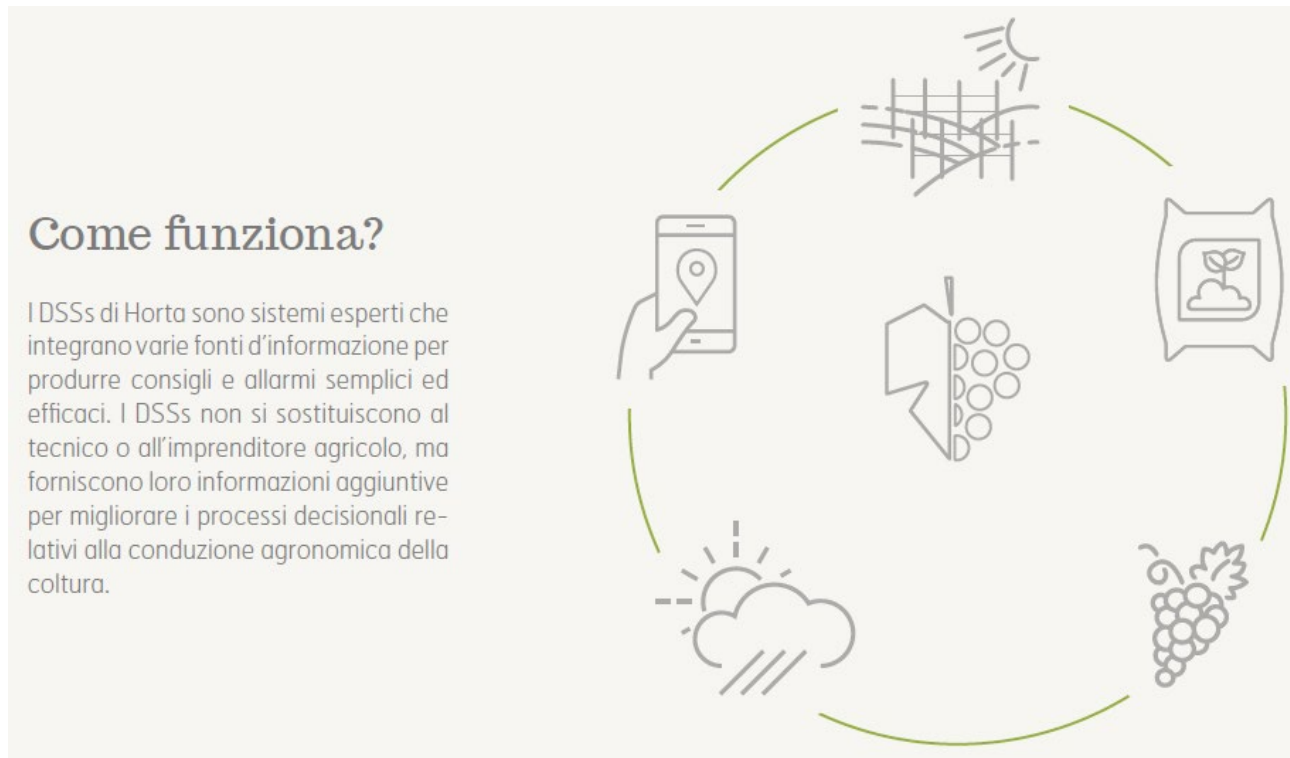 Come funziona?
I DSSs di Horta sono sistemi esperti che
integrano varie fonti d'informazione per
produrre consigli e allarmi semplici ed
efficaci. I DSSs non si sostituiscono al
tecnico o all'imprenditore agricolo, ma
forniscono loro informazioni aggiuntive
per migliorare i processi decisionali re-
lativi alla conduzione agronomica della
coltura.